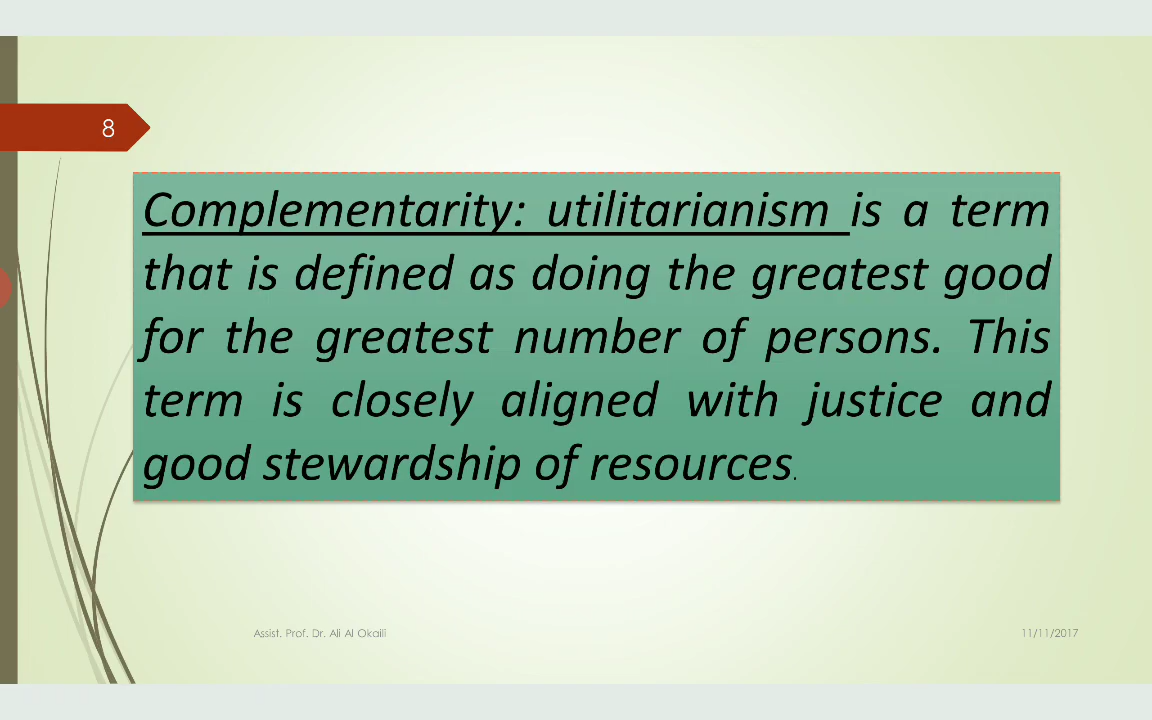 8
Complementarity: utilitarianism is a term
that is defined as doing the greatest good
for the greatest number of persons. This
term is closely aligned with justice and
good stewardship of resources.
Assist. Prof. Dr. Ali Al Okaili
11/11/2017